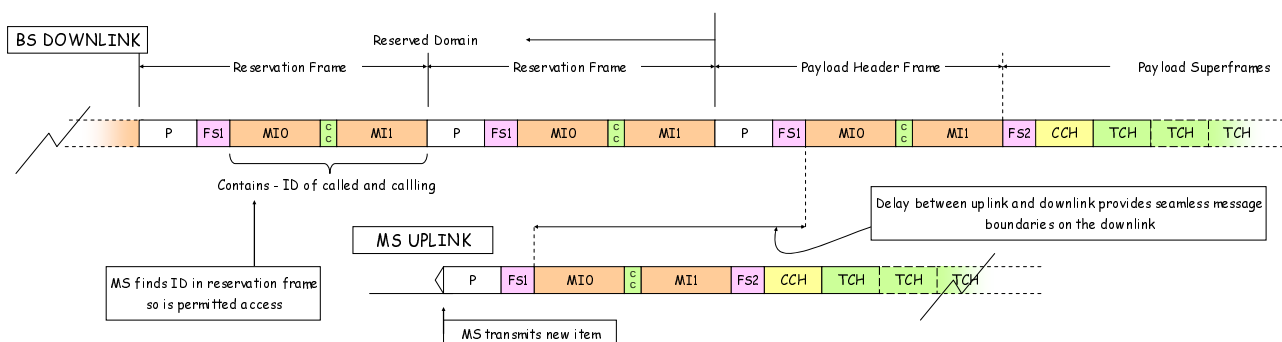 BS DOWNLINK
Reserved Domain
Reservation Frame
Reservation Frame
Payload Header Frame
Payload Superframes
P FS1 MI0 CC MI1 P FS1 MI0 CC MI1 P FS1 MI0 CC MI1 FS2 CCH TCH TCH TCH
Contains - ID of called and callling
Delay between uplink and downlink provides seamless message
boundaries on the downlink
MS UPLINK
MS finds ID in reservation frame
so is permitted access
P FS1 MI0 CC MI1 FS2 CCH TCH TCH TCH
MS transmits new item